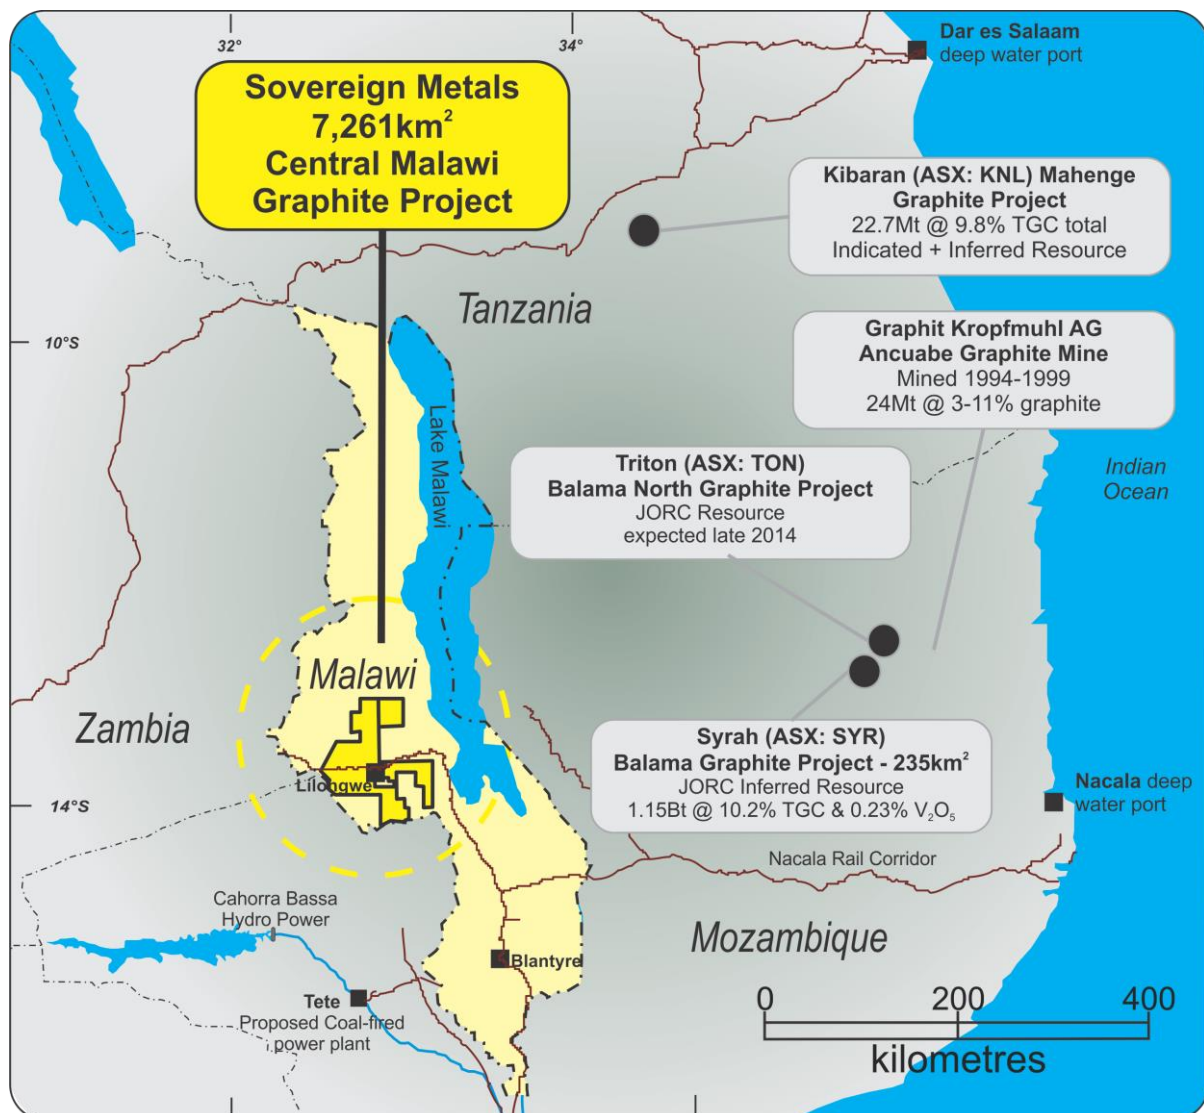 32°
34°
Dar es Salaam
deep water port
Sovereign Metals
7,261km²
Central Malawi
Graphite Project
Kibaran (ASX: KNL) Mahenge
Graphite Project
22.7Mt @ 9.8% TGC total
Indicated + Inferred Resource
Tanzania
10°S
Graphit Kropfmuhl AG
Ancuabe Graphite Mine
Mined 1994-1999
24Mt @ 3-11% graphite
Lake Malawi
Triton (ASX: TON)
Balama North Graphite Project
JORC Resource
expected late 2014
Indian
Ocean
Malawi
Zambia
Syrah (ASX: SYR)
Balama Graphite Project - 235km²
JORC Inferred Resource
1.15Bt @ 10.2% TGC & 0.23% V₂O₅
Lilongwe
14°S
Nacala deep
water port
Nacala Rail Corridor
Cahorra Bassa
Hydro Power
Mozambique
Blantyre
Tete
Proposed Coal-fired
power plant
0 200 400
kilometres